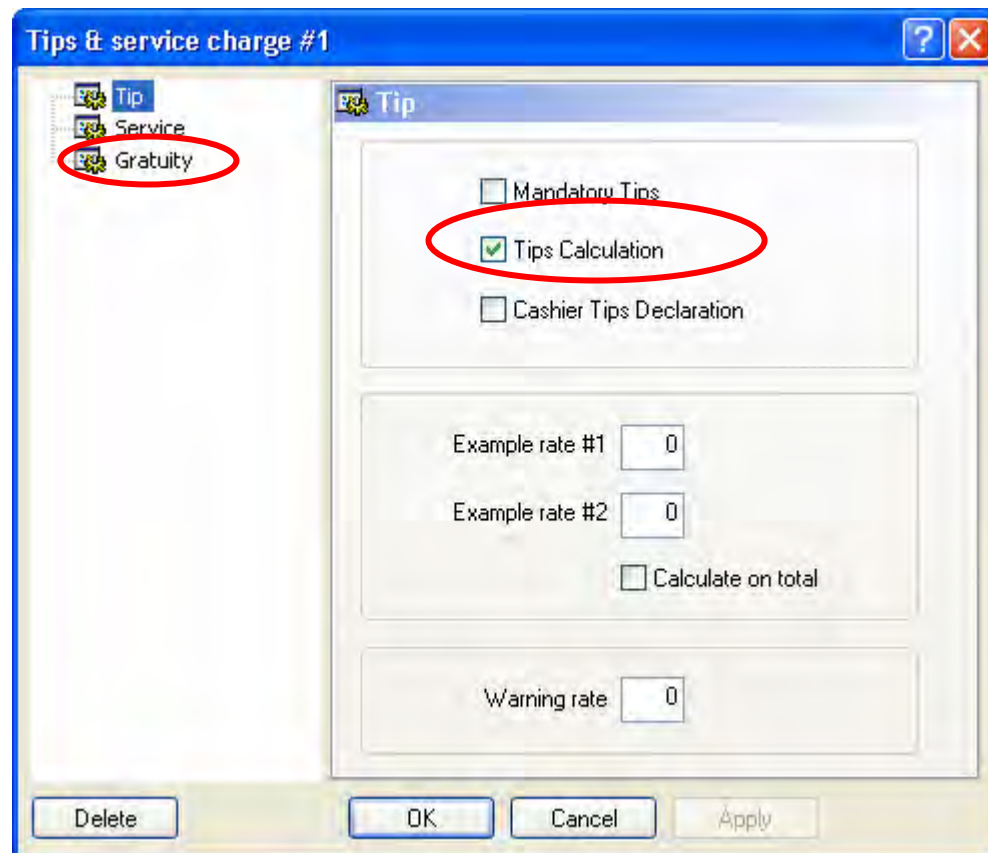 Tips & service charge #1
Tip
Service
Gratuity
Tip
Mandatory Tips
Tips Calculation
Cashier Tips Declaration
Example rate #1 0
Example rate #2 0
Calculate on total
Warning rate 0
Delete OK Cancel Apply